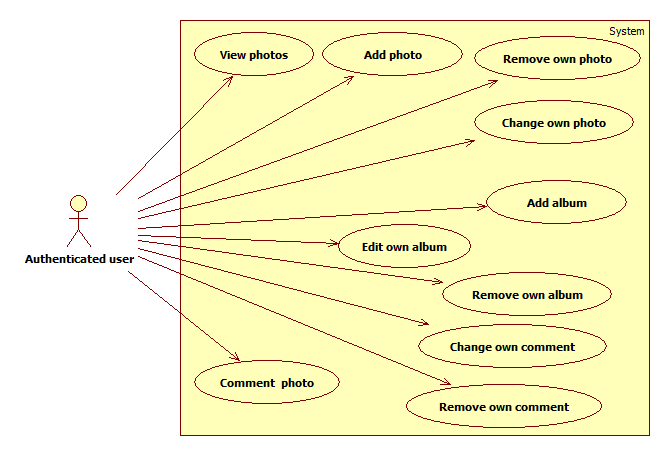 System
View photos
Add photo
Remove own photo
Change own photo
Add album
Edit own album
Authenticated user
Remove own album
Change own comment
Comment  photo
Remove own comment